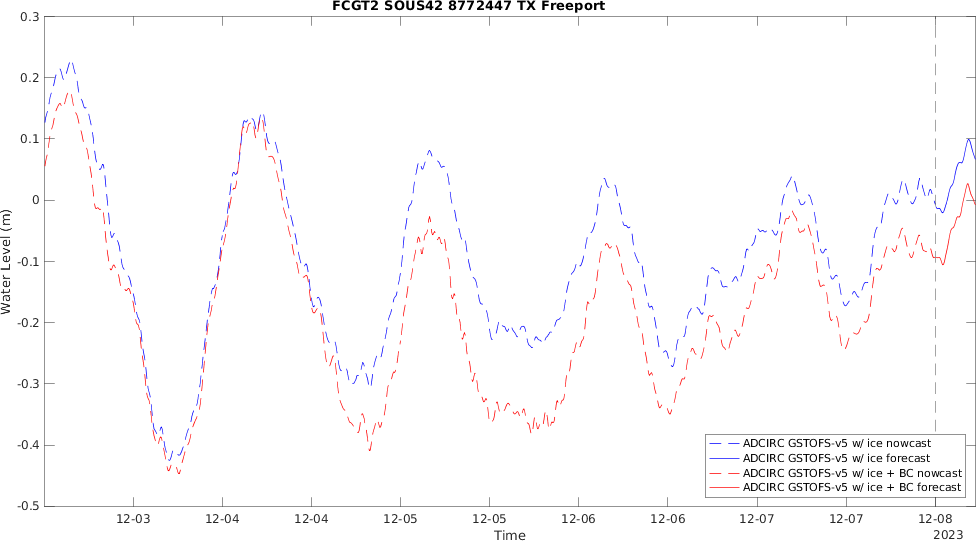 FCGT2 SOUS42 8772447 TX Freeport
0.3
0.2
0.1
0
-0.1
-0.2
-0.3
-0.4
-0.5
Water Level (m)
ADCIRC GSTOFS-v5 w/ ice nowcast
ADCIRC GSTOFS-v5 w/ ice forecast
ADCIRC GSTOFS-v5 w/ ice + BC nowcast
ADCIRC GSTOFS-v5 w/ ice + BC forecast
12-03 12-04 12-04 12-05 12-05 12-06 12-06 12-07 12-07 12-08
Time 2023